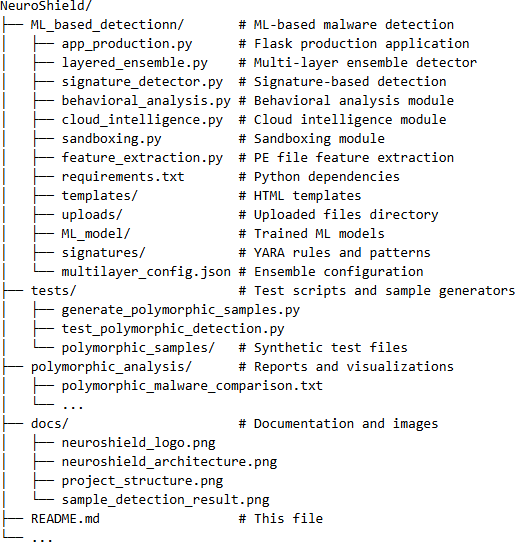 NeuroShield/
├── ML_based_detectionn/       # ML-based malware detection
│   ├── app_production.py      # Flask production application
│   ├── layered_ensemble.py    # Multi-layer ensemble detector
│   ├── signature_detector.py  # Signature-based detection
│   ├── behavioral_analysis.py # Behavioral analysis module
│   ├── cloud_intelligence.py  # Cloud intelligence module
│   ├── sandboxing.py          # Sandboxing module
│   ├── feature_extraction.py  # PE file feature extraction
│   ├── requirements.txt       # Python dependencies
│   ├── templates/             # HTML templates
│   ├── uploads/               # Uploaded files directory
│   ├── ML_model/              # Trained ML models
│   ├── signatures/            # YARA rules and patterns
│   └── multilayer_config.json # Ensemble configuration
├── tests/                     # Test scripts and sample generators
│   ├── generate_polymorphic_samples.py
│   ├── test_polymorphic_detection.py
│   └── polymorphic_samples/   # Synthetic test files
├── polymorphic_analysis/      # Reports and visualizations
│   ├── polymorphic_malware_comparison.txt
│   └── ...
├── docs/                      # Documentation and images
│   ├── neuroshield_logo.png
│   ├── neuroshield_architecture.png
│   ├── project_structure.png
│   └── sample_detection_result.png
├── README.md                  # This file
└── ...